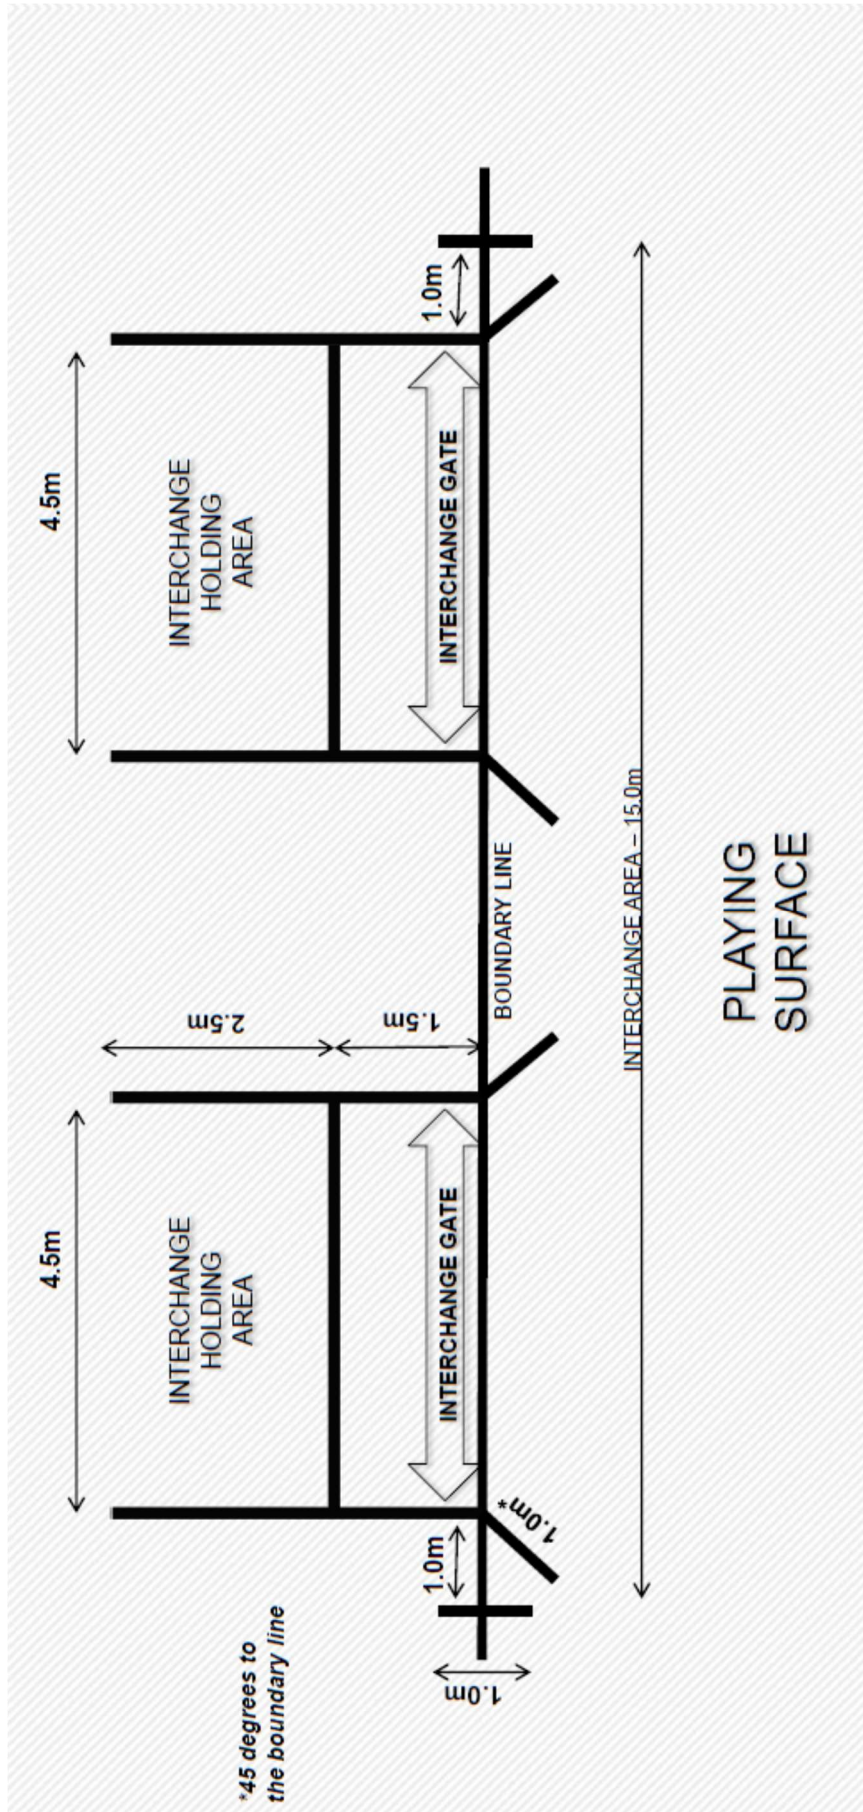 *45 degrees to
the boundary line
4.5m
4.5m
INTERCHANGE
HOLDING
AREA
INTERCHANGE
HOLDING
AREA
2.5m
1.5m
1.0m
1.0m
INTERCHANGE GATE
INTERCHANGE GATE
1.0m
1.0m*
BOUNDARY LINE
INTERCHANGE AREA – 15.0m
PLAYING
SURFACE